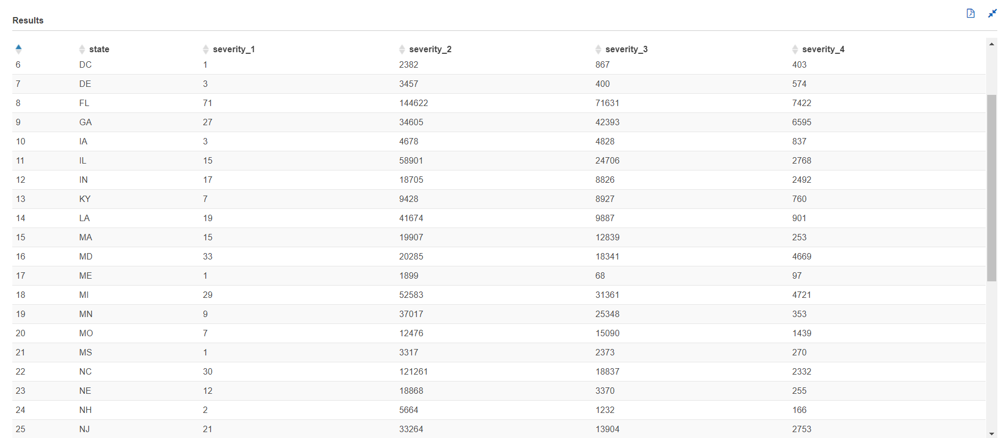 Results
state severity_1 severity_2 severity_3 severity_4
6 DC 1 2382 867 403
7 DE 3 3457 400 574
8 FL 71 144622 71631 7422
9 GA 27 34605 42393 6595
10 IA 3 4678 4828 837
11 IL 15 58901 24706 2768
12 IN 17 18705 8826 2492
13 KY 7 9428 8927 760
14 LA 19 41674 9887 901
15 MA 15 19907 12839 253
16 MD 33 20285 18341 4669
17 ME 1 1899 68 97
18 MI 29 52583 31361 4721
19 MN 9 37017 25348 353
20 MO 7 12476 15090 1439
21 MS 1 3317 2373 270
22 NC 30 121261 18837 2332
23 NE 12 18868 3370 255
24 NH 2 5664 1232 166
25 NJ 21 33264 13904 2753